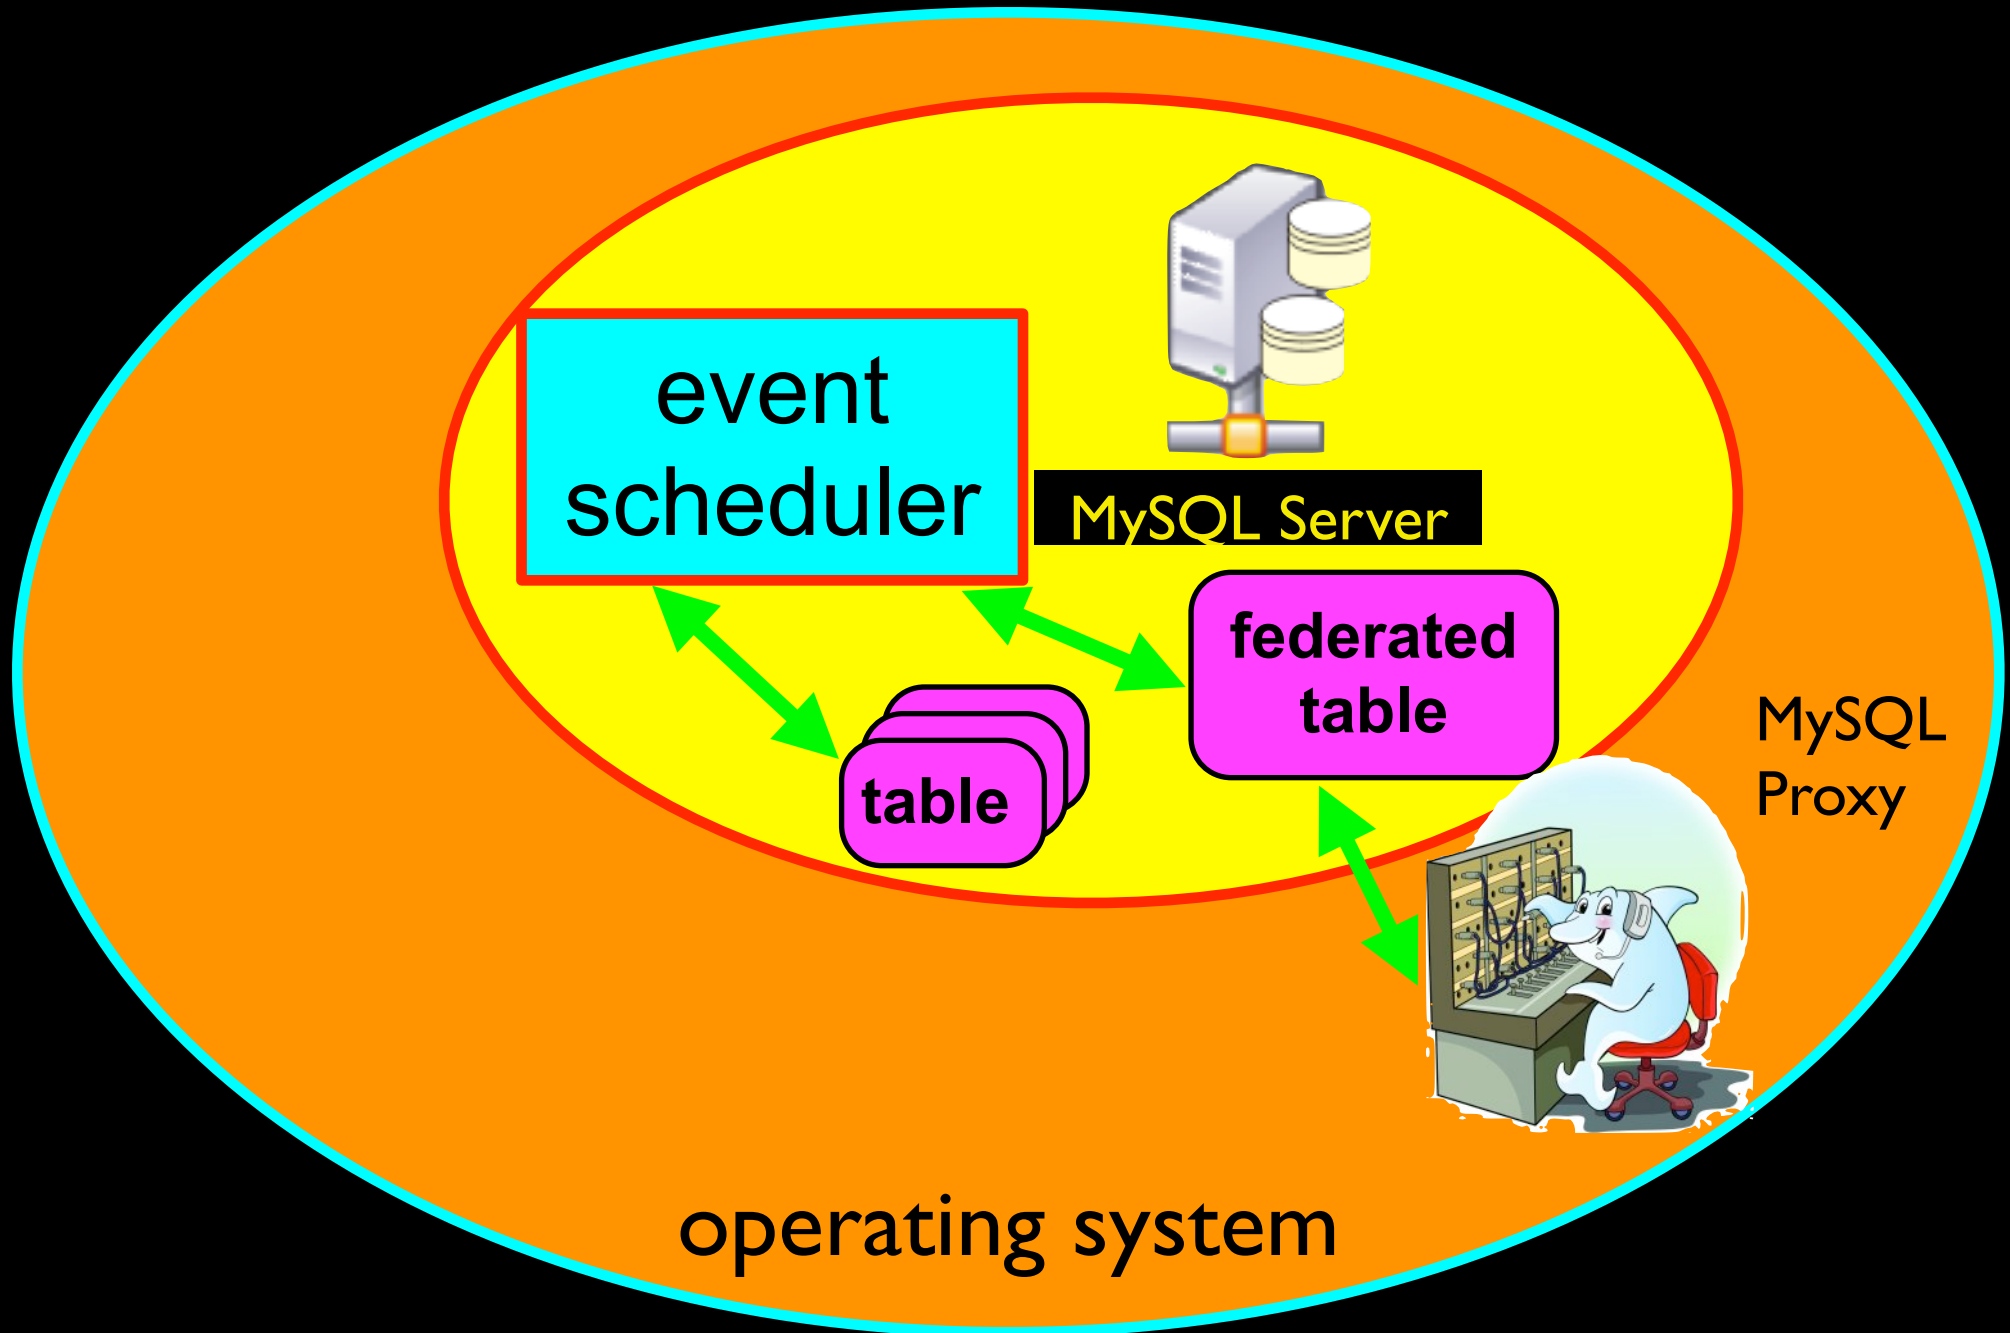 event
scheduler
MySQL Server
federated
table
table
MySQL
Proxy
operating system